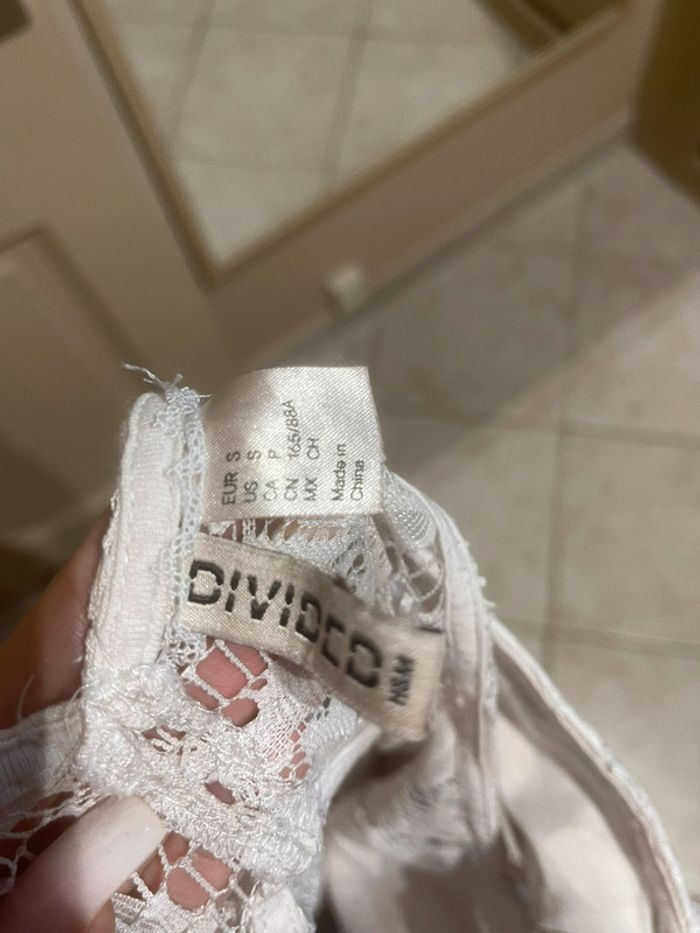 EUR S
US S
CA P
CN 165/88A
MX CH
Made in
China
DIVIDED
H&M